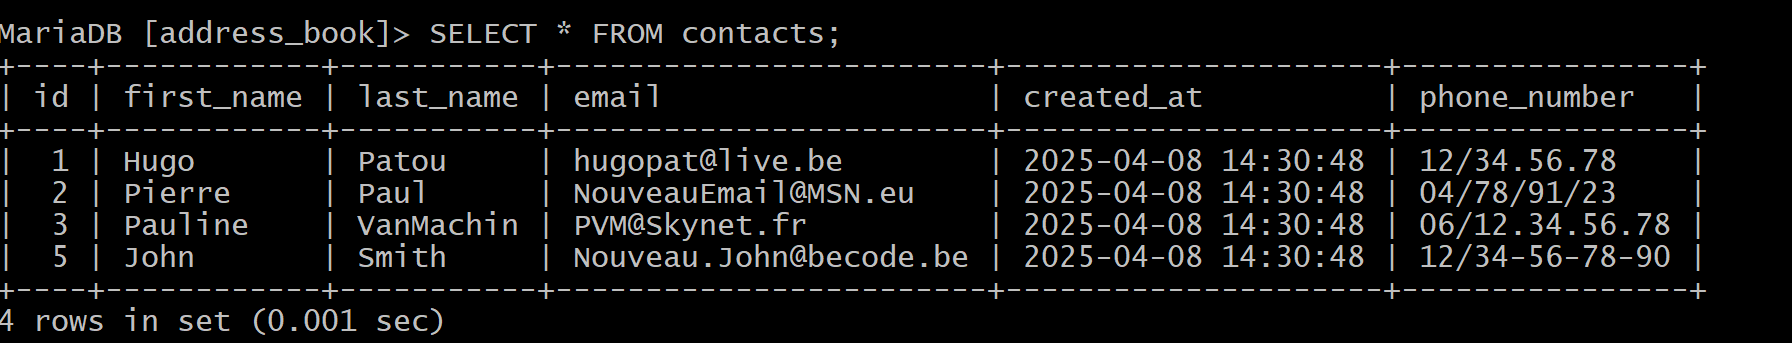 MariaDB [address_book]> SELECT * FROM contacts;
+----+------------+-----------+------------------------+---------------------+----------------+
| id | first_name | last_name | email                  | created_at          | phone_number   |
+----+------------+-----------+------------------------+---------------------+----------------+
|  1 | Hugo       | Patou     | hugopat@live.be        | 2025-04-08 14:30:48 | 12/34.56.78    |
|  2 | Pierre     | Paul      | NouveauEmail@MSN.eu    | 2025-04-08 14:30:48 | 04/78/91/23    |
|  3 | Pauline    | VanMachin | PVM@Skynet.fr          | 2025-04-08 14:30:48 | 06/12.34.56.78 |
|  5 | John       | Smith     | Nouveau.John@becode.be | 2025-04-08 14:30:48 | 12/34-56-78-90 |
+----+------------+-----------+------------------------+---------------------+----------------+
4 rows in set (0.001 sec)